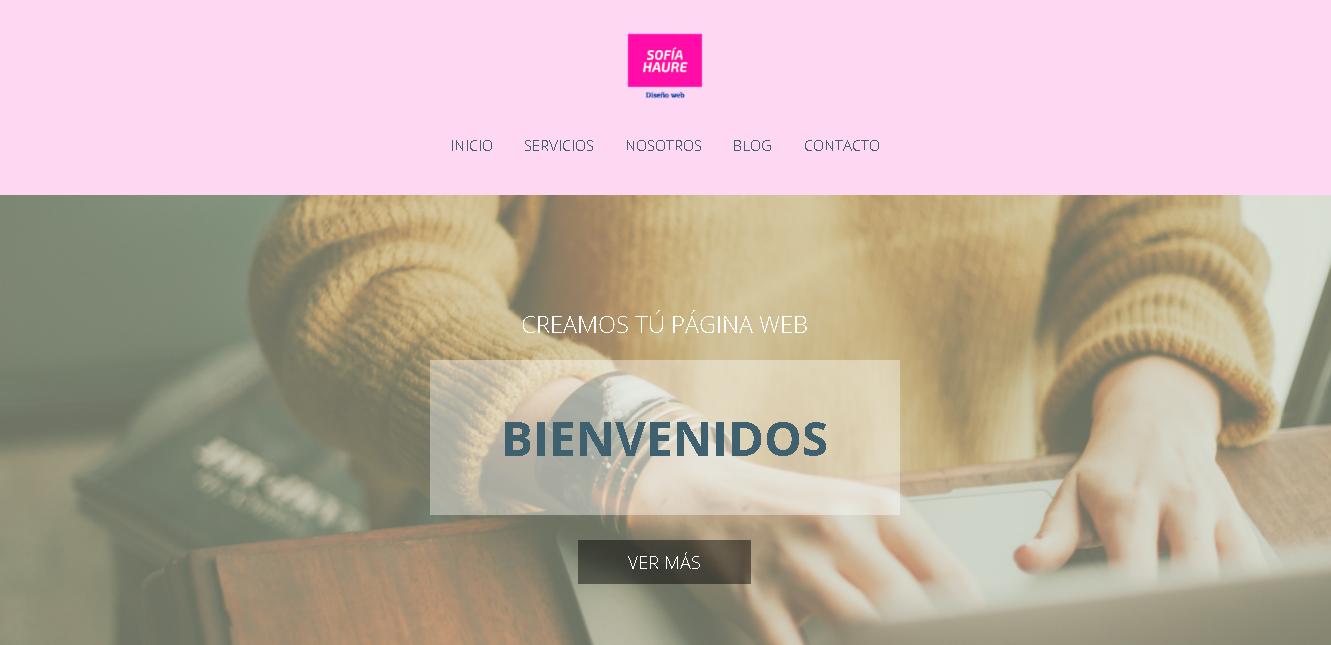 SOFÍA
HAURE
Diseño web
INICIO SERVICIOS NOSOTROS BLOG CONTACTO
CREAMOS TÚ PÁGINA WEB
BIENVENIDOS
VER MÁS